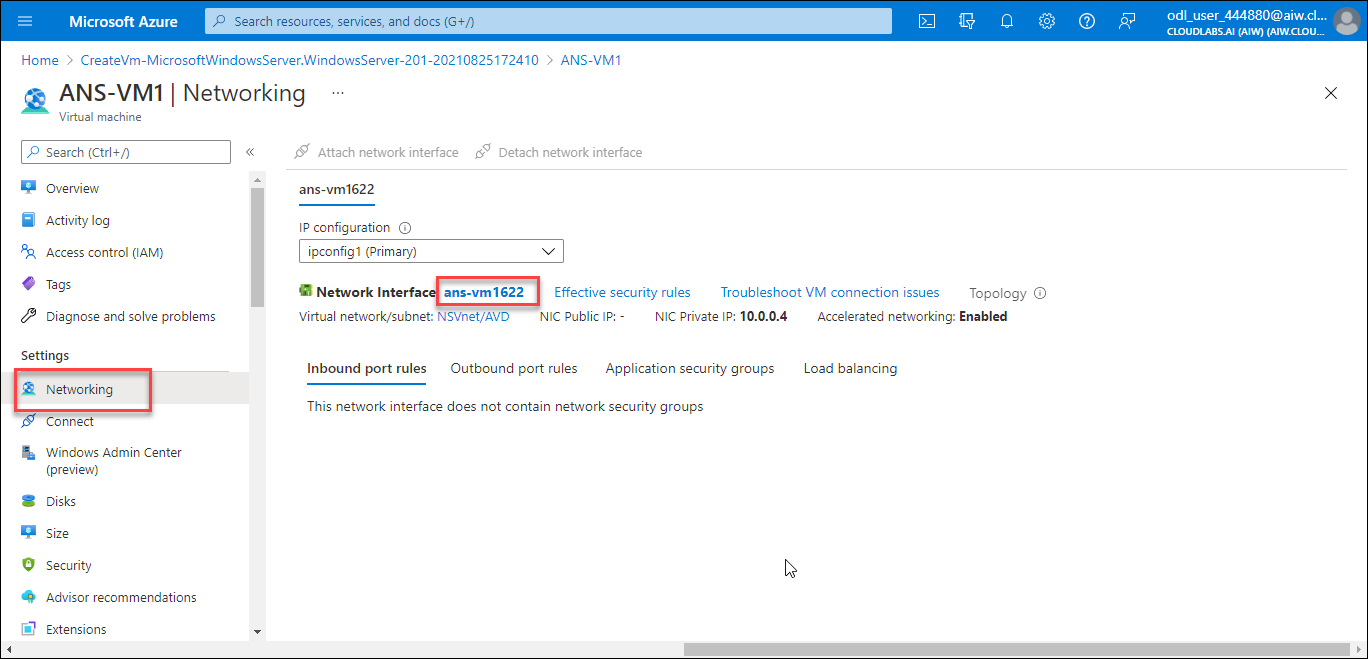 Microsoft Azure
Search resources, services, and docs (G+/)
odl_user_444880@aiw.cl...
CLOUDLABS.AI (AIW) (AIW.CLOU...
Home > CreateVm-MicrosoftWindowsServer.WindowsServer-201-20210825172410 > ANS-VM1
ANS-VM1 | Networking ...
Virtual machine
Search (Ctrl+/)
«
Overview
Activity log
Access control (IAM)
Tags
Diagnose and solve problems
Settings
Networking
Connect
Windows Admin Center
(preview)
Disks
Size
Security
Advisor recommendations
Extensions
Attach network interface Detach network interface
ans-vm1622
IP configuration
ipconfig1 (Primary)
Network Interface ans-vm1622 Effective security rules Troubleshoot VM connection issues Topology
Virtual network/subnet: NSVnet/AVD NIC Public IP: - NIC Private IP: 10.0.0.4 Accelerated networking: Enabled
Inbound port rules Outbound port rules Application security groups Load balancing
This network interface does not contain network security groups